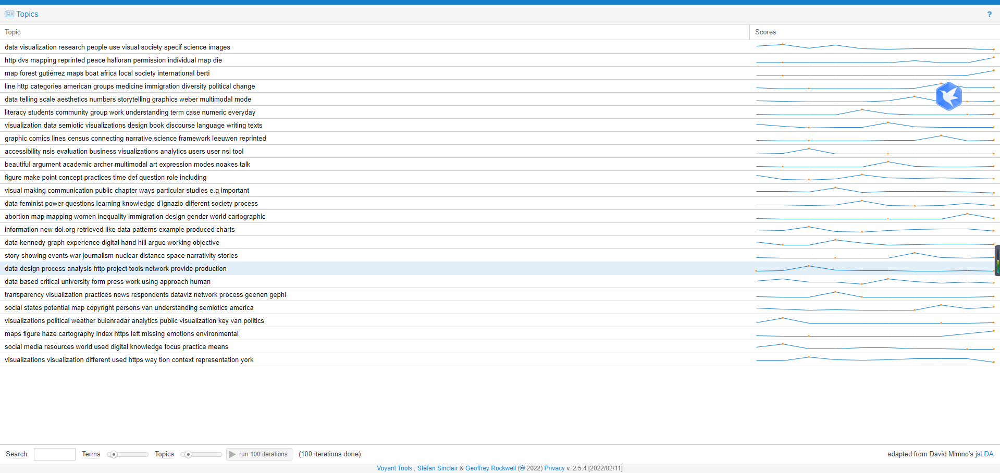 Topics
?
Topic Scores
data visualization research people use visual society specif science images
http dvs mapping reprinted peace halloran permission individual map die
map forest gutiérrez maps boat africa local society international berti
line http categories american groups medicine immigration diversity political change
data telling scale aesthetics numbers storytelling graphics weber multimodal mode
literacy students community group work understanding term case numeric everyday
visualization data semiotic visualizations design book discourse language writing texts
graphic comics lines census connecting narrative science framework leeuwen reprinted
accessibility nsis evaluation business visualizations analytics users user nsi tool
beautiful argument academic archer multimodal art expression modes noakes talk
figure make point concept practices time def question role including
visual making communication public chapter ways particular studies e.g important
data feminist power questions learning knowledge d'ignazio different society process
abortion map mapping women inequality immigration design gender world cartographic
information new doi.org retrieved like data patterns example produced charts
data kennedy graph experience digital hand hill argue working objective
story showing events war journalism nuclear distance space narrativity stories
data design process analysis http project tools network provide production
data based critical university form press work using approach human
transparency visualization practices news respondents dataviz network process geenen gephi
social states potential map copyright persons van understanding semiotics america
visualizations political weather buienradar analytics public visualization key van politics
maps figure haze cartography index https left missing emotions environmental
social media resources world used digital knowledge focus practice means
visualizations visualization different used https way tion context representation york
Search Terms Topics run 100 iterations (100 iterations done) adapted from David Mimno's jsLDA
Voyant Tools , Stéfan Sinclair & Geoffrey Rockwell (🄯 2022) Privacy v. 2.5.4 [2022/02/11]